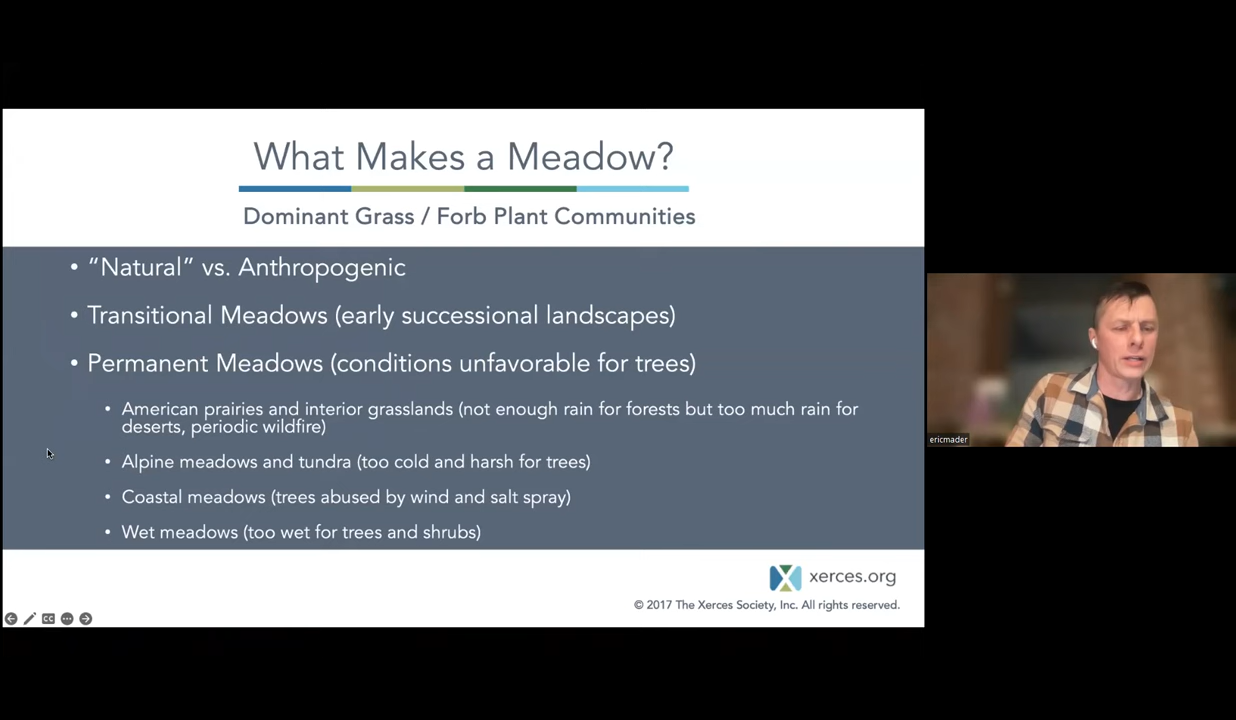 What Makes a Meadow?
Dominant Grass / Forb Plant Communities
• “Natural” vs. Anthropogenic
• Transitional Meadows (early successional landscapes)
• Permanent Meadows (conditions unfavorable for trees)
• American prairies and interior grasslands (not enough rain for forests but too much rain for
deserts, periodic wildfire)
• Alpine meadows and tundra (too cold and harsh for trees)
• Coastal meadows (trees abused by wind and salt spray)
• Wet meadows (too wet for trees and shrubs)
xerces.org
© 2017 The Xerces Society, Inc. All rights reserved.
CC
ericmader